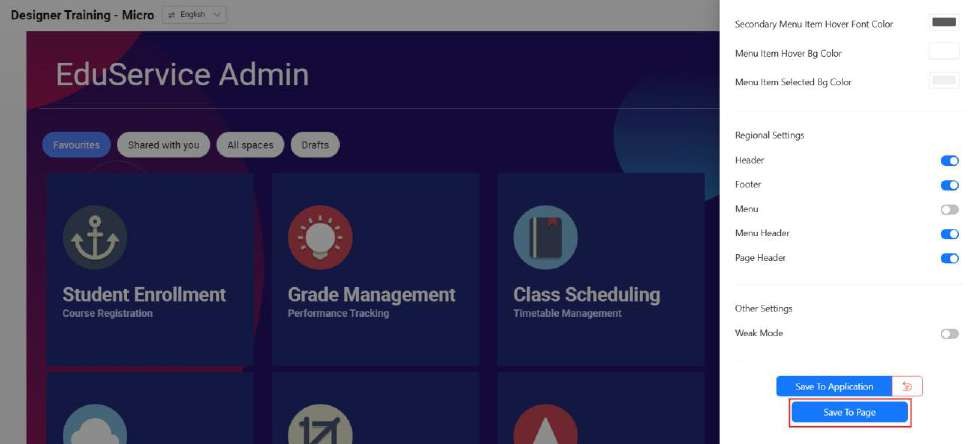 Designer Training - Micro
English
EduService Admin
Favourites
Shared with you
All spaces
Drafts
Student Enrollment
Course Registration
Grade Management
Performance Tracking
Class Scheduling
Timetable Management
Secondary Menu Item Hover Font Color
Menu Item Hover Bg Color
Menu Item Selected Bg Color
Regional Settings
Header
Footer
Menu
Menu Header
Page Header
Other Settings
Weak Mode
Save To Application
Save To Page